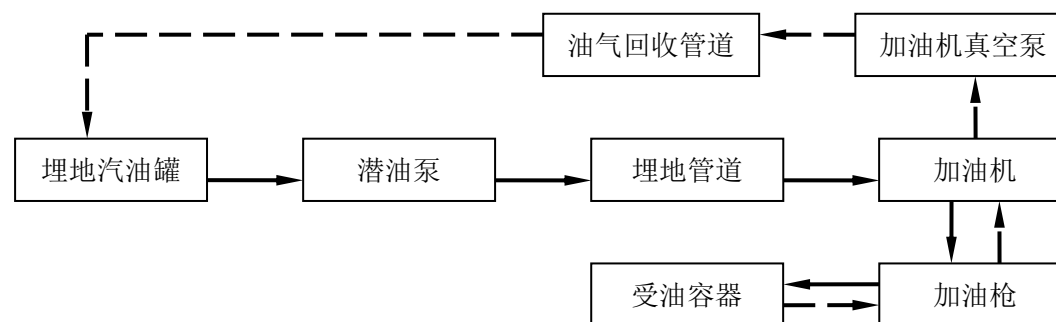 油气回收管道
加油机真空泵
埋地汽油罐
潜油泵
埋地管道
加油机
受油容器
加油枪